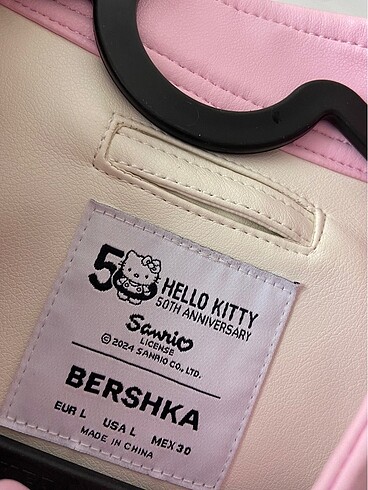 50 HELLO KITTY
50TH ANNIVERSARY
Sanrio
LICENSE
© 2024 SANRIO CO., LTD.
BERSHKA
EUR L USA L MEX 30
MADE IN CHINA